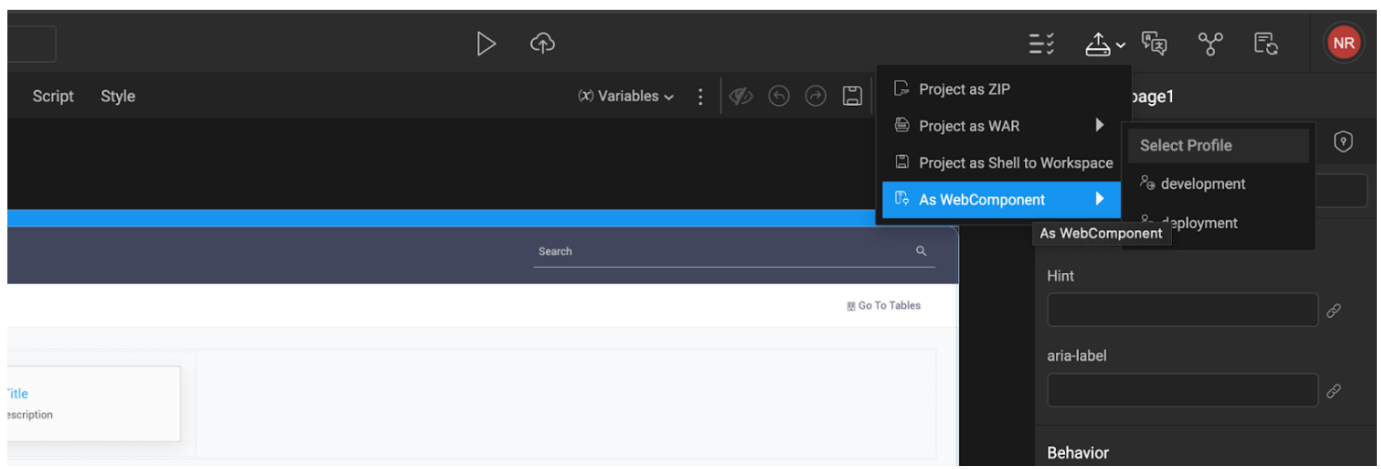 NR
Script Style (x) Variables
Project as ZIP
page1
Project as WAR
Select Profile
Project as Shell to Workspace
development
As WebComponent
deployment
As WebComponent
Search
Hint
Go To Tables
aria-label
Title
escription
Behavior